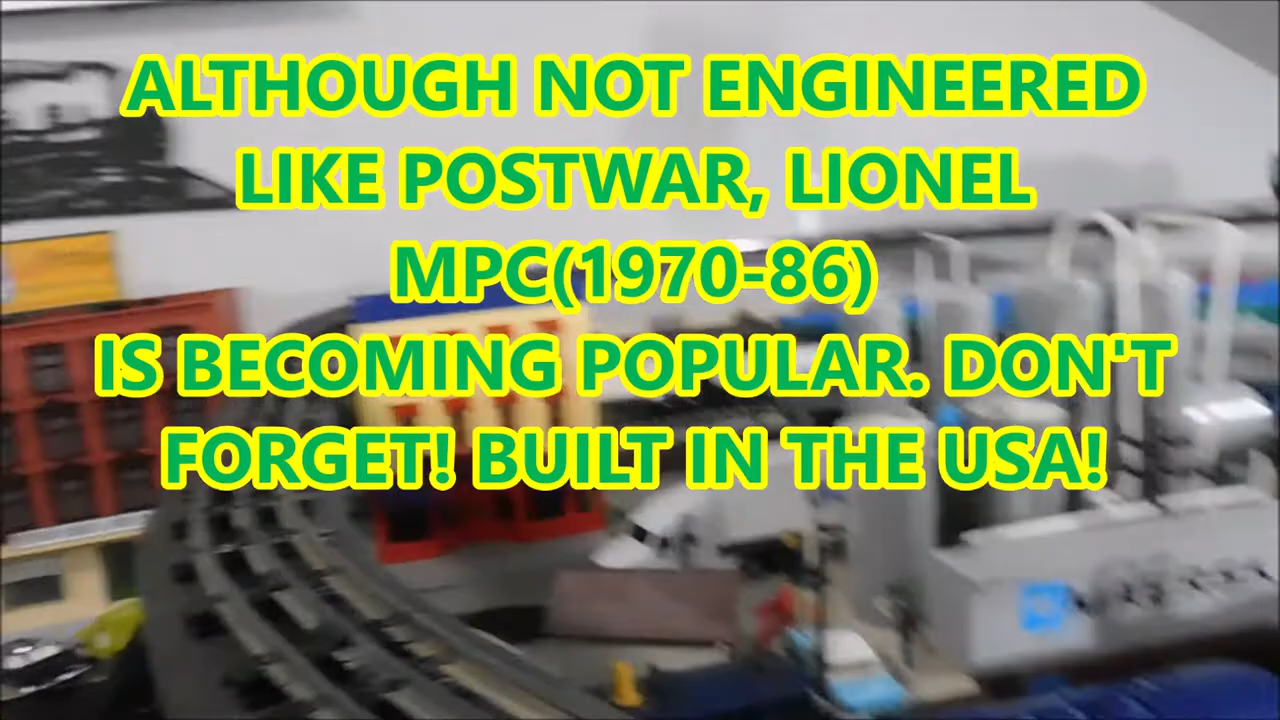 ALTHOUGH NOT ENGINEERED
LIKE POSTWAR, LIONEL
MPC(1970-86)
IS BECOMING POPULAR. DON'T
FORGET! BUILT IN THE USA!